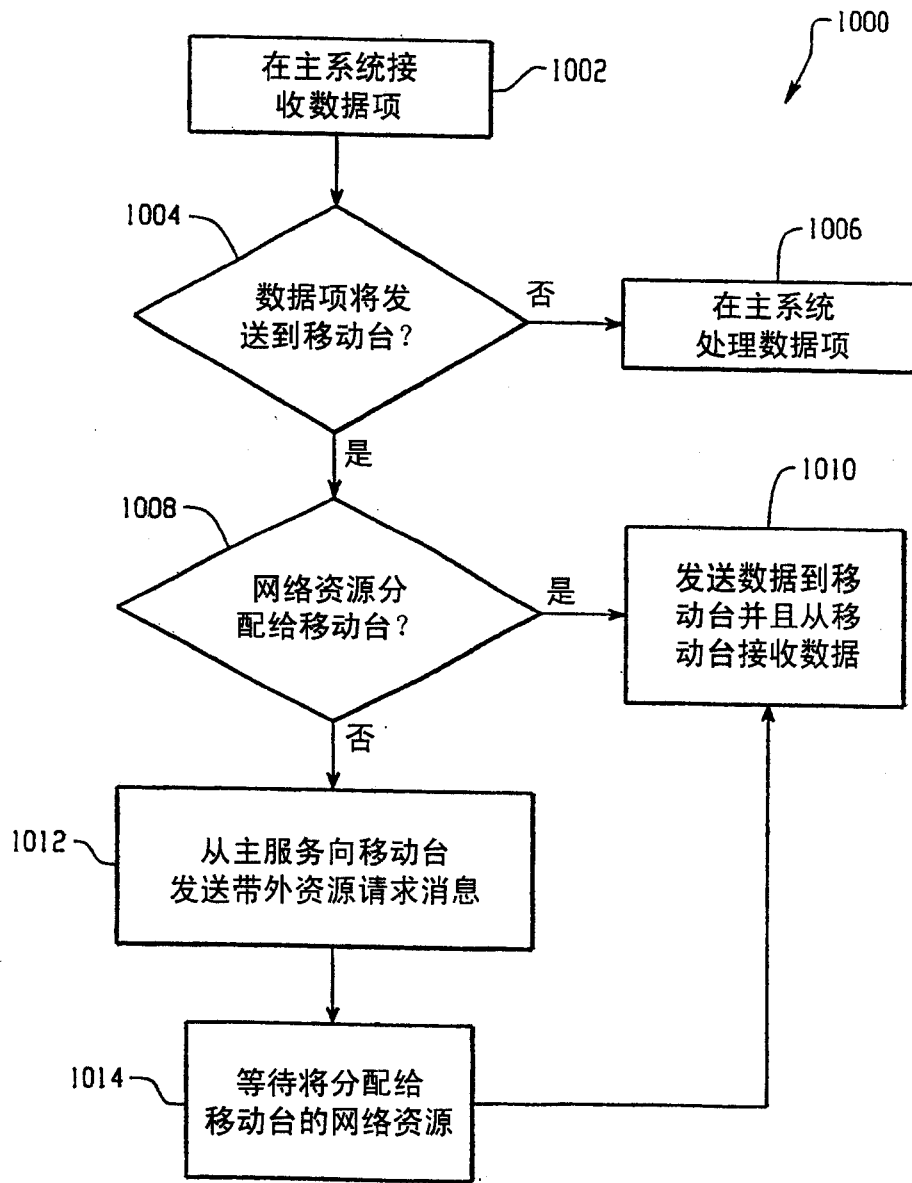 1000
在主系统接
收数据项
1002
1004
数据项将发
送到移动台？
否
1006
在主系统
处理数据项
是
1008
网络资源分
配给移动台？
是
1010
发送数据到移
动台并且从移
动台接收数据
否
1012
从主服务向移动台
发送带外资源请求消息
1014
等待将分配给
移动台的网络资源